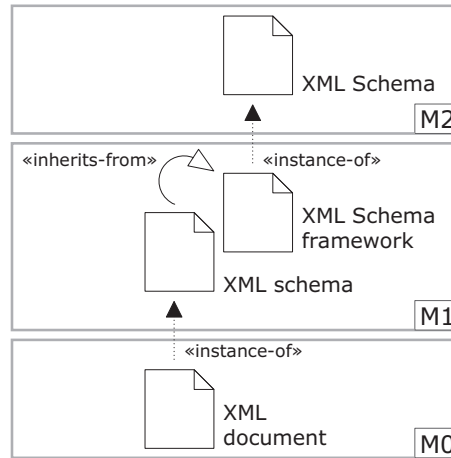 XML Schema
M2
«inherits-from»
«instance-of»
XML Schema
framework
XML schema
M1
«instance-of»
XML
document
M0